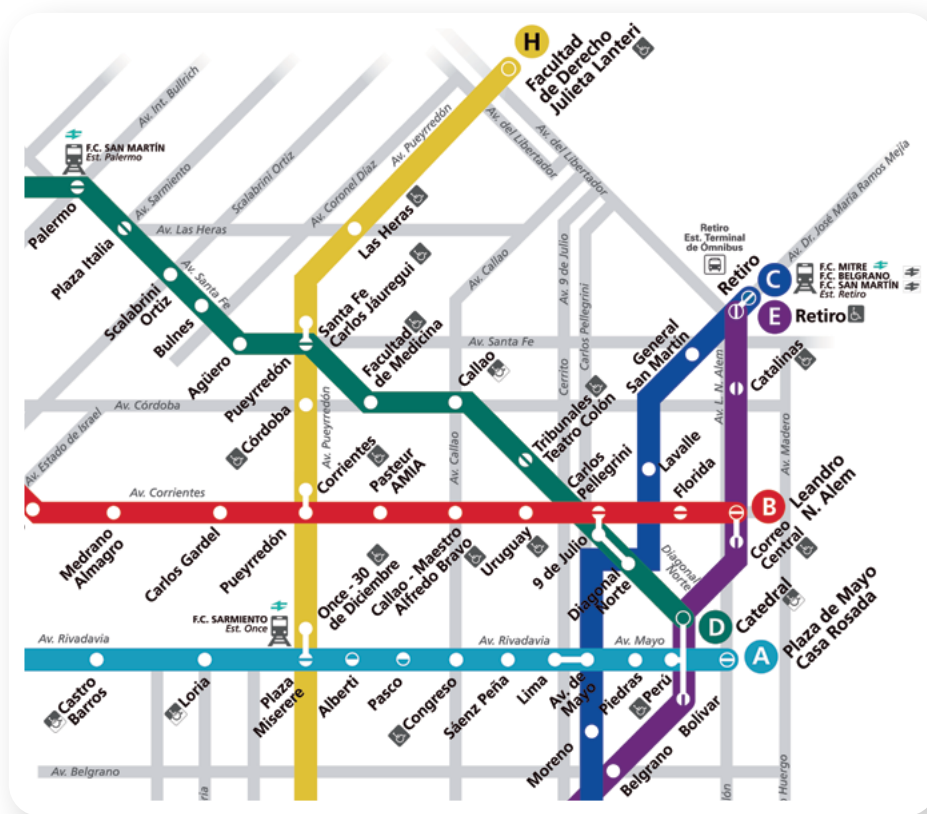 H
Facultad
de Derecho
Julieta Lanteri
Av. Int. Bullrich
F.C. SAN MARTÍN
Est. Palermo
Av. Sarmiento
Scalabrini Ortiz
Av. Coronel Diaz
Av. Pueyrredón
Av. del Libertador
Av. del Libertador
Av. Dr. José María Ramos Mejía
Palermo
Plaza Italia
Av. Las Heras
Las Heras
Scalabrini
Ortiz
Av. Santa Fe
Bulnes
Agüero
Santa Fe
Carlos Jáuregui
Av. Callao
Av. 9 de Julio
Carlos Pellegrini
Retiro
Est. Terminal
de Ómnibus
Retiro
C
F.C. MITRE
F.C. BELGRANO
F.C. SAN MARTÍN
Est. Retiro
E
Retiro
Pueyrredón
Facultad
de Medicina
Av. Santa Fe
Callao
Cerrito
General
San Martín
Av. L. N. Alem
Catalinas
Av. Estado de Israel
Av. Córdoba
Córdoba
Av. Pueyrredón
Av. Callao
Tribunales
Teatro Colón
Av. Madero
Av. Corrientes
Corrientes
Pasteur
AMIA
Carlos
Pellegrini
Lavalle
Florida
Leandro
N. Alem
B
Medrano
Almagro
Carlos Gardel
Pueyrredón
Once - 30
de Diciembre
Callao - Maestro
Alfredo Bravo
Uruguay
9 de Julio
Diagonal
Norte
Diagonal
Norte
Correo
Central
F.C. SARMIENTO
Est. Once
D
Catedral
Plaza de Mayo
Casa Rosada
A
Av. Rivadavia
Av. Rivadavia
Av. Mayo
Castro
Barros
Loria
Plaza
Miserere
Alberti
Pasco
Congreso
Sáenz Peña
Lima
Av. de
Mayo
Piedras
Perú
Bolívar
Moreno
Belgrano
Av. Belgrano
ría
lón
Huergo